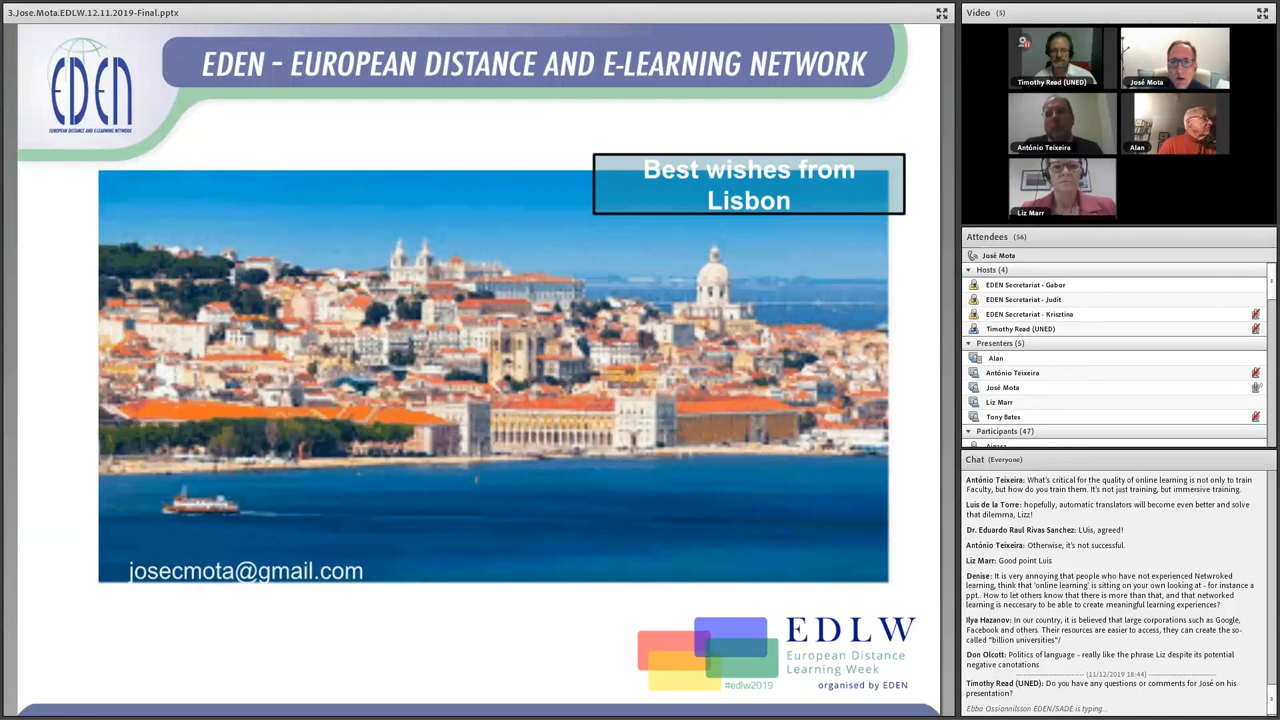 3.Jose.Mota.EDLW.12.11.2019-Final.pptx
EDEN
EUROPEAN DISTANCE AND E-LEARNING NETWORK
EDEN - EUROPEAN DISTANCE AND E-LEARNING NETWORK
Best wishes from
Lisbon
josecmota@gmail.com
EDLW
European Distance
Learning Week
#edlw2019
organised by EDEN
Video (5)
Timothy Read (UNED)
José Mota
António Teixeira
Alan
Liz Marr
Attendees (56)
José Mota
Hosts (4)
EDEN Secretariat - Gabor
EDEN Secretariat - Judit
EDEN Secretariat - Krisztina
Timothy Read (UNED)
Presenters (5)
Alan
António Teixeira
José Mota
Liz Marr
Tony Bates
Participants (47)
Chat (Everyone)
António Teixeira: What's critical for the quality of online learning is not only to train
Faculty, but how do you train them. It's not just training, but immersive training.
Luis de la Torre: hopefully, automatic translators will become even better and solve
that dilemma, Lizz!
Dr. Eduardo Raul Rivas Sanchez: LUis, agreed!
António Teixeira: Otherwise, it's not successful.
Liz Marr: Good point Luis
Denise: It is very annoying that people who have not experienced Netwroked
learning, think that 'online learning' is sitting on your own looking at - for instance a
ppt.. How to let others know that there is more than that, and that networked
learning is neccesary to be able to create meaningful learning experiences?
Ilya Hazanov: In our country, it is believed that large corporations such as Google,
Facebook and others. Their resources are easier to access, they can create the so-
called "billion universities"/
Don Olcott: Politics of language - really like the phrase Liz despite its potential
negative canotations
(11/12/2019 18:44)
Timothy Read (UNED): Do you have any questions or comments for José on his
presentation?
Ebba Ossiannilsson EDEN/SADE is typing...